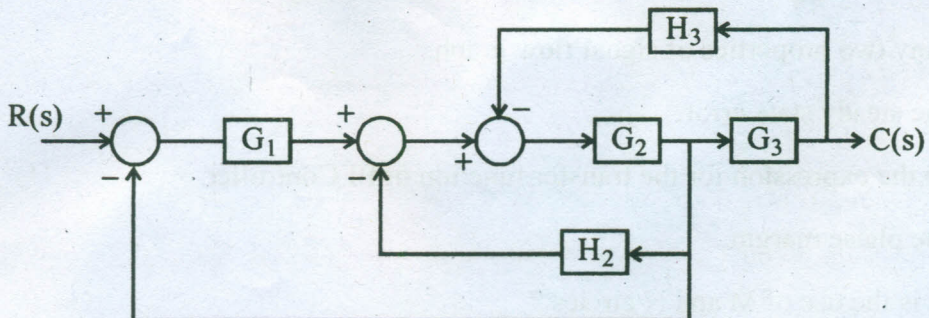 H₃
R(s) + − G₁ + + − G₂ G₃ C(s)
H₂